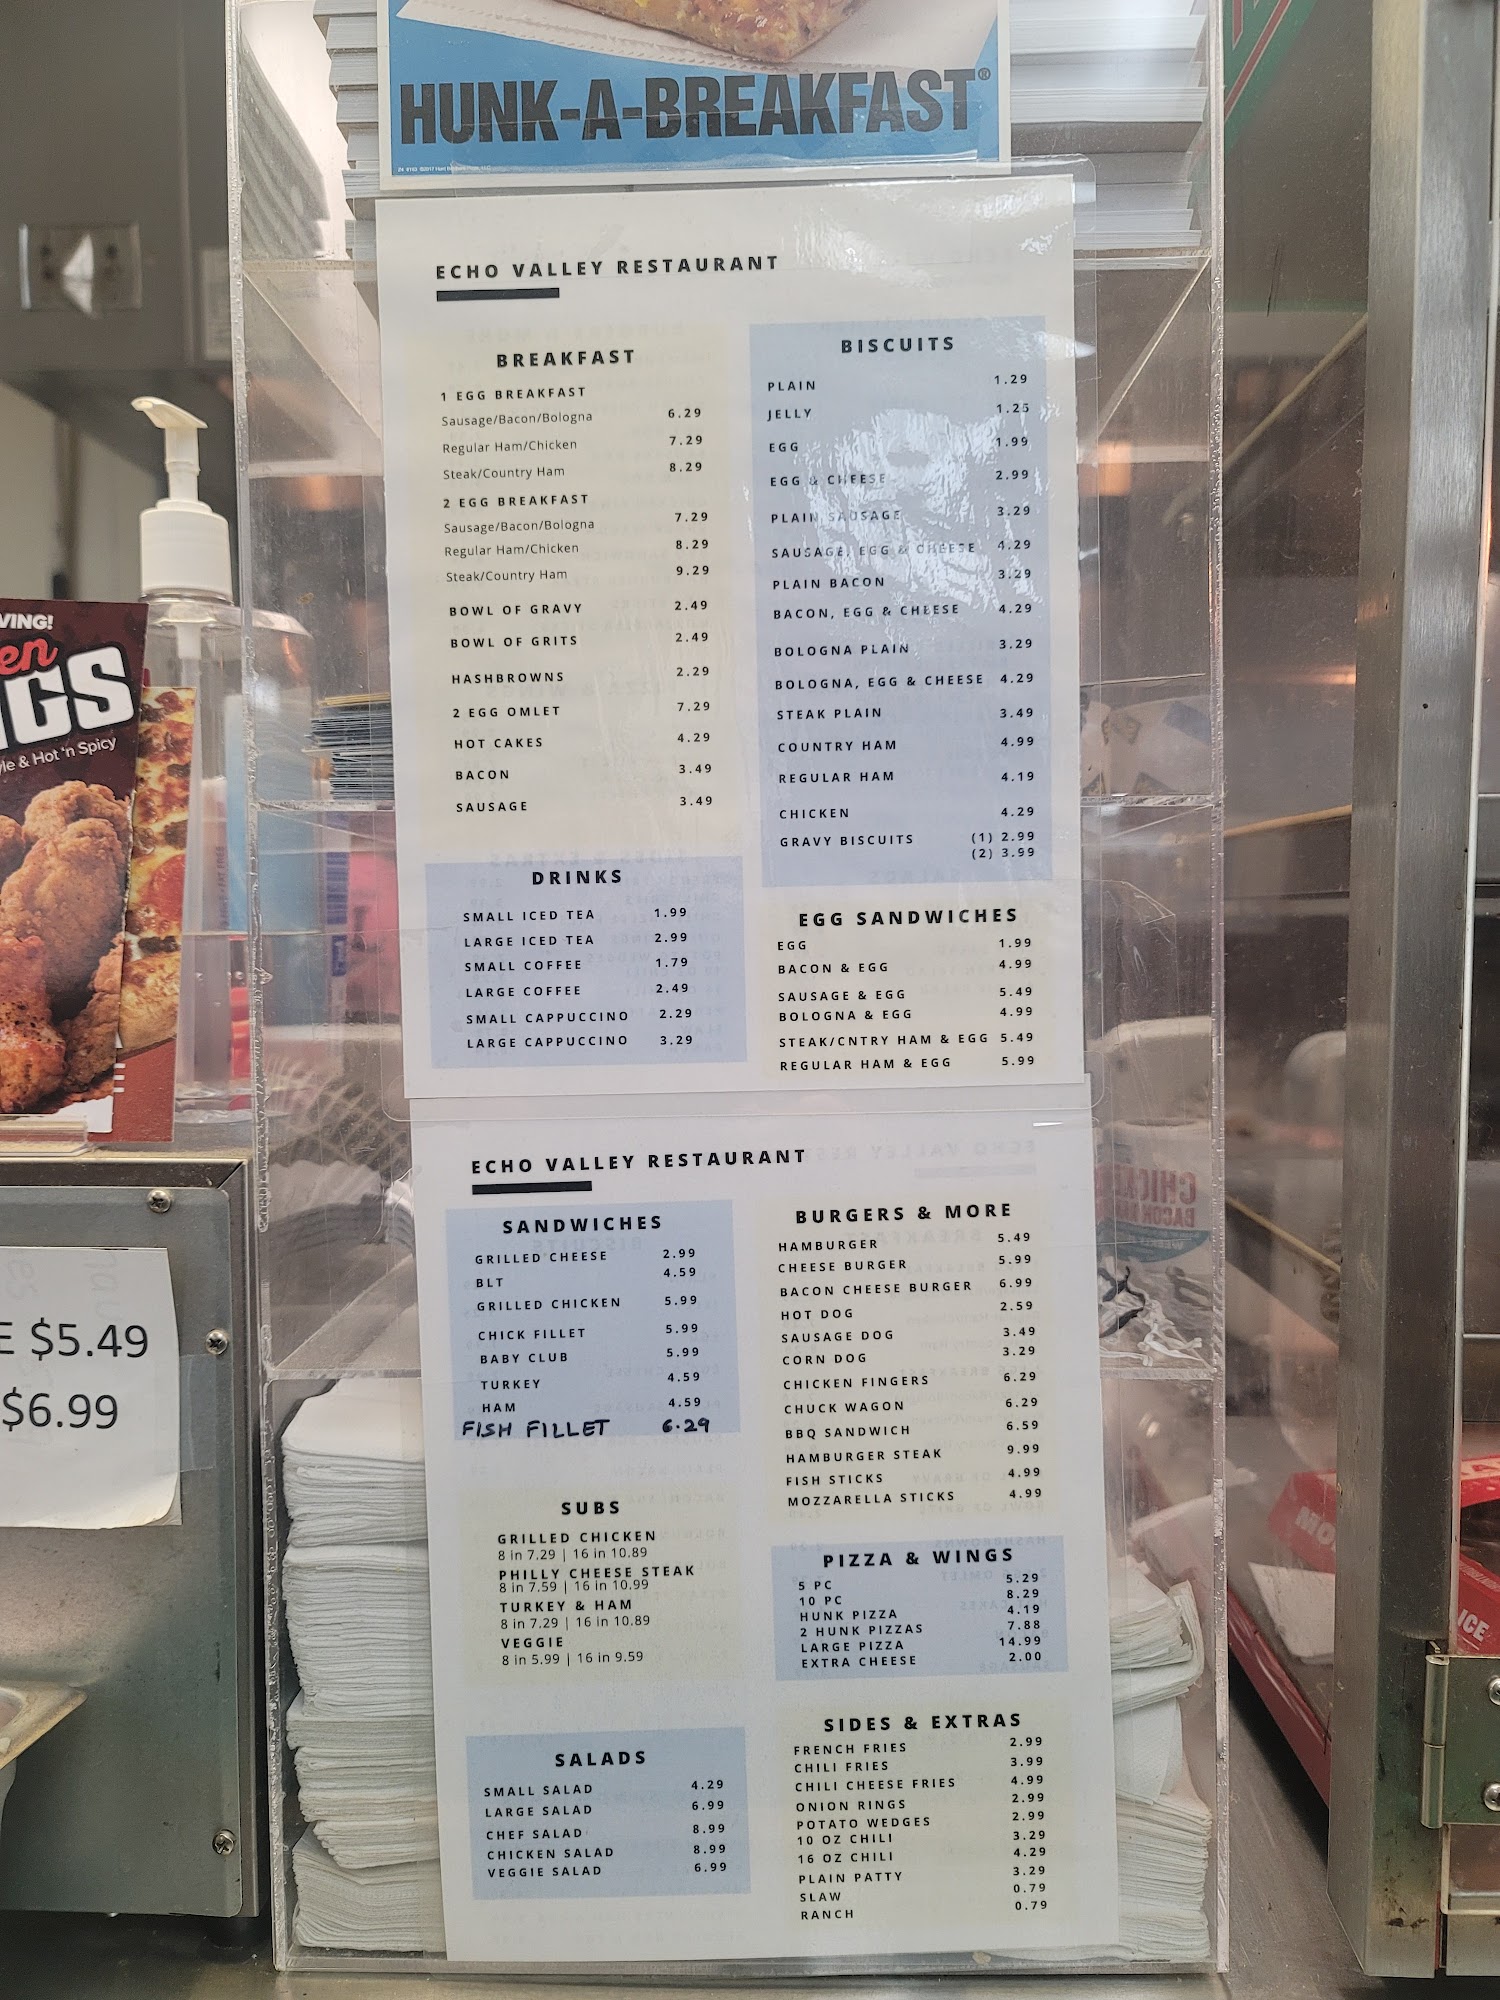 HUNK-A-BREAKFAST®
ECHO VALLEY RESTAURANT
BREAKFAST
1 EGG BREAKFAST
Sausage/Bacon/Bologna 6.29
Regular Ham/Chicken 7.29
Steak/Country Ham 8.29
2 EGG BREAKFAST
Sausage/Bacon/Bologna 7.29
Regular Ham/Chicken 8.29
Steak/Country Ham 9.29
BOWL OF GRAVY 2.49
BOWL OF GRITS 2.49
HASHBROWNS 2.29
2 EGG OMLET 7.29
HOT CAKES 4.29
BACON 3.49
SAUSAGE 3.49
DRINKS
SMALL ICED TEA 1.99
LARGE ICED TEA 2.99
SMALL COFFEE 1.79
LARGE COFFEE 2.49
SMALL CAPPUCCINO 2.29
LARGE CAPPUCCINO 3.29
BISCUITS
PLAIN 1.29
JELLY 1.25
EGG 1.99
EGG & CHEESE 2.99
PLAIN SAUSAGE 3.29
SAUSAGE, EGG & CHEESE 4.29
PLAIN BACON 3.29
BACON, EGG & CHEESE 4.29
BOLOGNA PLAIN 3.29
BOLOGNA, EGG & CHEESE 4.29
STEAK PLAIN 3.49
COUNTRY HAM 4.99
REGULAR HAM 4.19
CHICKEN 4.29
GRAVY BISCUITS (1) 2.99
(2) 3.99
EGG SANDWICHES
EGG 1.99
BACON & EGG 4.99
SAUSAGE & EGG 5.49
BOLOGNA & EGG 4.99
STEAK/CNTRY HAM & EGG 5.49
REGULAR HAM & EGG 5.99
ECHO VALLEY RESTAURANT
SANDWICHES
GRILLED CHEESE 2.99
BLT 4.59
GRILLED CHICKEN 5.99
CHICK FILLET 5.99
BABY CLUB 5.99
TURKEY 4.59
HAM 4.59
FISH FILLET 6.29
SUBS
GRILLED CHICKEN
8 in 7.29 | 16 in 10.89
PHILLY CHEESE STEAK
8 in 7.59 | 16 in 10.99
TURKEY & HAM
8 in 7.29 | 16 in 10.89
VEGGIE
8 in 5.99 | 16 in 9.59
SALADS
SMALL SALAD 4.29
LARGE SALAD 6.99
CHEF SALAD 8.99
CHICKEN SALAD 8.99
VEGGIE SALAD 6.99
BURGERS & MORE
HAMBURGER 5.49
CHEESE BURGER 5.99
BACON CHEESE BURGER 6.99
HOT DOG 2.59
SAUSAGE DOG 3.49
CORN DOG 3.29
CHICKEN FINGERS 6.29
CHUCK WAGON 6.29
BBQ SANDWICH 6.59
HAMBURGER STEAK 9.99
FISH STICKS 4.99
MOZZARELLA STICKS 4.99
PIZZA & WINGS
5 PC 5.29
10 PC 8.29
HUNK PIZZA 4.19
2 HUNK PIZZAS 7.88
LARGE PIZZA 14.99
EXTRA CHEESE 2.00
SIDES & EXTRAS
FRENCH FRIES 2.99
CHILI FRIES 3.99
CHILI CHEESE FRIES 4.99
ONION RINGS 2.99
POTATO WEDGES 2.99
10 OZ CHILI 3.29
16 OZ CHILI 4.29
PLAIN PATTY 3.29
SLAW 0.79
RANCH 0.79
VING!
en
NGS
yle & Hot 'n Spicy
E $5.49
$6.99
ICE